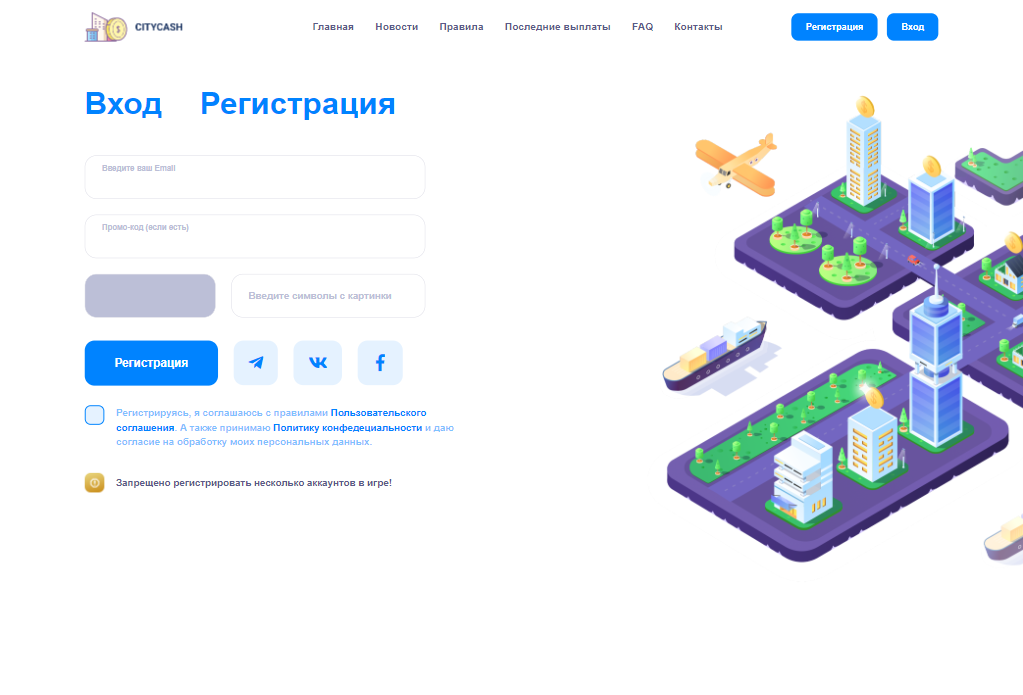 CITYCASH
Главная Новости Правила Последние выплаты FAQ Контакты Регистрация Вход
Вход Регистрация
Введите ваш Email
Промо-код (если есть)
Введите символы с картинки
Регистрация
Регистрируясь, я соглашаюсь с правилами Пользовательского
соглашения. А также принимаю Политику конфедециальности и даю
согласие на обработку моих персональных данных.
Запрещено регистрировать несколько аккаунтов в игре!